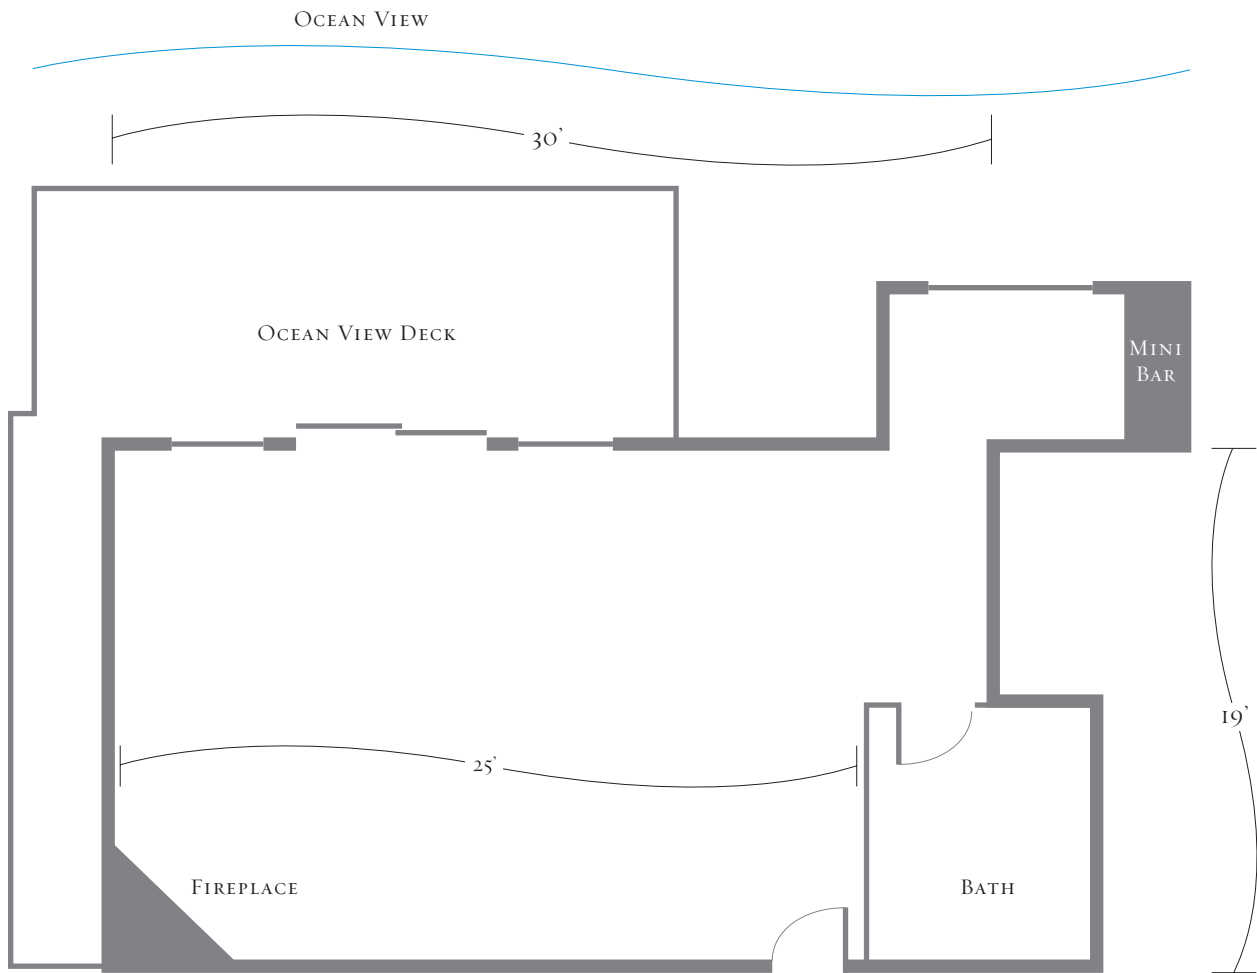 Ocean View
30'
Ocean View Deck
Mini
Bar
19'
25'
Fireplace
Bath